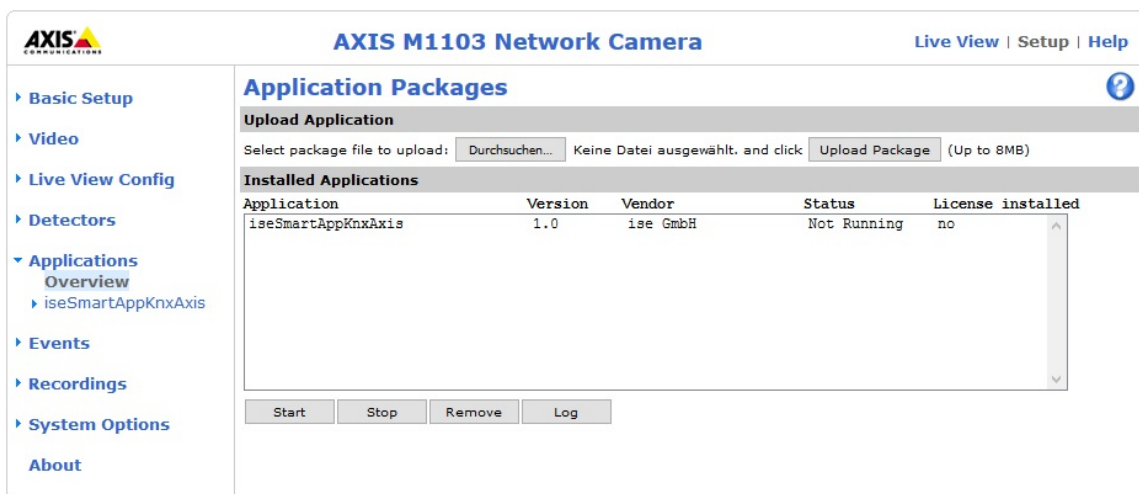 AXIS
COMMUNICATIONS
AXIS M1103 Network Camera
Live View | Setup | Help
Basic Setup
Video
Live View Config
Detectors
Applications
Overview
iseSmartAppKnxAxis
Events
Recordings
System Options
About
Application Packages
?
Upload Application
Select package file to upload: Durchsuchen... Keine Datei ausgewählt. and click Upload Package (Up to 8MB)
Installed Applications
Application Version Vendor Status License installed
iseSmartAppKnxAxis 1.0 ise GmbH Not Running no
Start Stop Remove Log